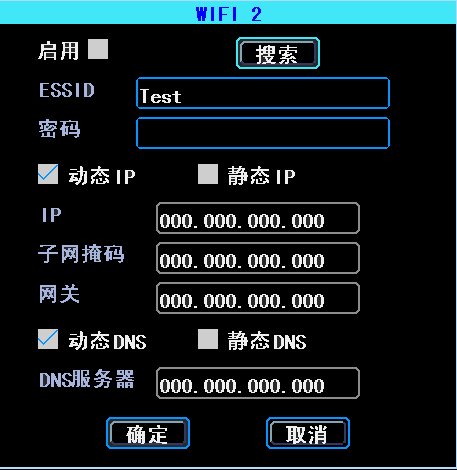 WIFI 2
启用 搜索
ESSID Test
密码
动态IP 静态IP
IP 000.000.000.000
子网掩码 000.000.000.000
网关 000.000.000.000
动态DNS 静态DNS
DNS服务器 000.000.000.000
确定 取消